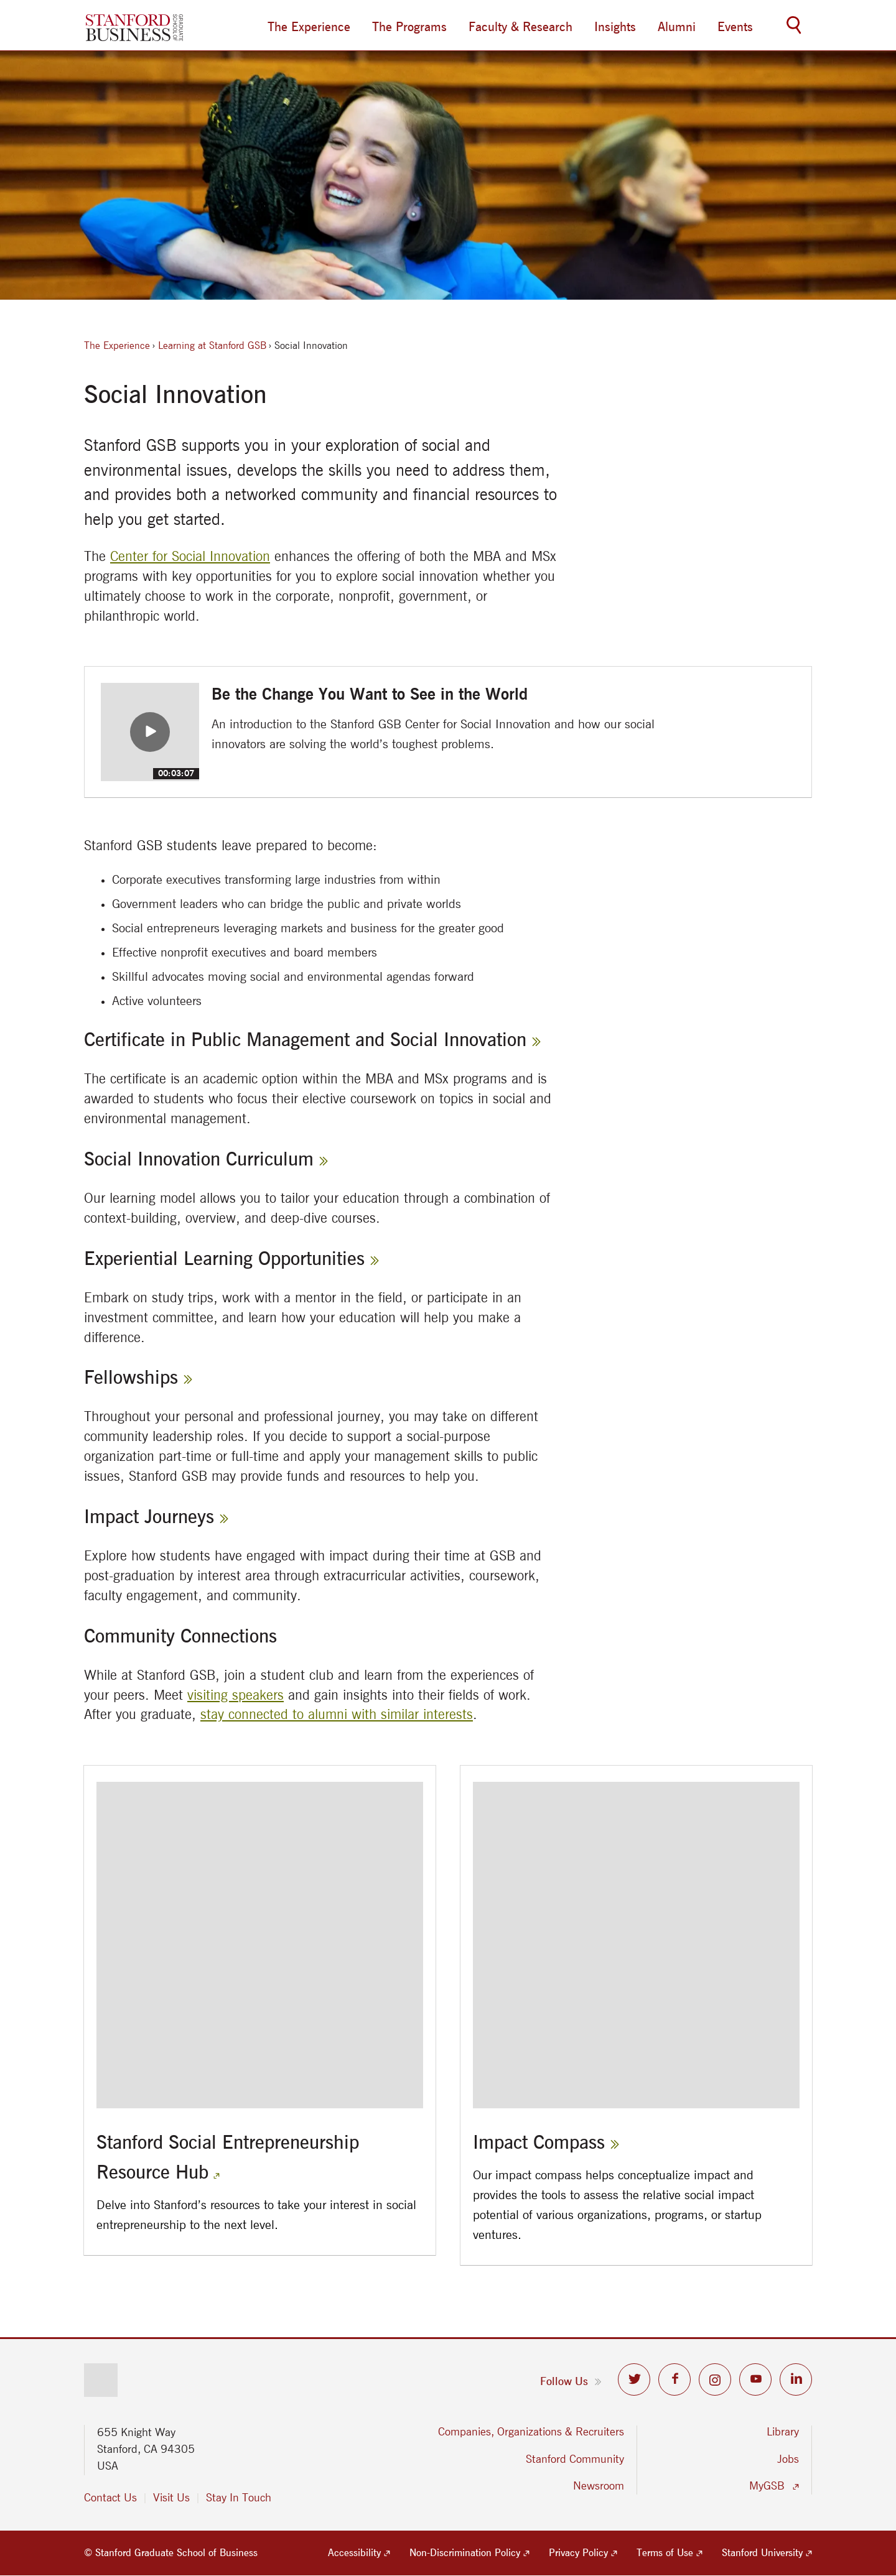 STANFORD
BUSINESS
GRADUATE
SCHOOL OF
The Experience
The Programs
Faculty & Research
Insights
Alumni
Events
The Experience › Learning at Stanford GSB › Social Innovation
Social Innovation
Stanford GSB supports you in your exploration of social and
environmental issues, develops the skills you need to address them,
and provides both a networked community and financial resources to
help you get started.
The Center for Social Innovation enhances the offering of both the MBA and MSx
programs with key opportunities for you to explore social innovation whether you
ultimately choose to work in the corporate, nonprofit, government, or
philanthropic world.
00:03:07
Be the Change You Want to See in the World
An introduction to the Stanford GSB Center for Social Innovation and how our social
innovators are solving the world's toughest problems.
Stanford GSB students leave prepared to become:
• Corporate executives transforming large industries from within
• Government leaders who can bridge the public and private worlds
• Social entrepreneurs leveraging markets and business for the greater good
• Effective nonprofit executives and board members
• Skillful advocates moving social and environmental agendas forward
• Active volunteers
Certificate in Public Management and Social Innovation »
The certificate is an academic option within the MBA and MSx programs and is
awarded to students who focus their elective coursework on topics in social and
environmental management.
Social Innovation Curriculum »
Our learning model allows you to tailor your education through a combination of
context-building, overview, and deep-dive courses.
Experiential Learning Opportunities »
Embark on study trips, work with a mentor in the field, or participate in an
investment committee, and learn how your education will help you make a
difference.
Fellowships »
Throughout your personal and professional journey, you may take on different
community leadership roles. If you decide to support a social-purpose
organization part-time or full-time and apply your management skills to public
issues, Stanford GSB may provide funds and resources to help you.
Impact Journeys »
Explore how students have engaged with impact during their time at GSB and
post-graduation by interest area through extracurricular activities, coursework,
faculty engagement, and community.
Community Connections
While at Stanford GSB, join a student club and learn from the experiences of
your peers. Meet visiting speakers and gain insights into their fields of work.
After you graduate, stay connected to alumni with similar interests.
Stanford Social Entrepreneurship
Resource Hub
Delve into Stanford's resources to take your interest in social
entrepreneurship to the next level.
Impact Compass »
Our impact compass helps conceptualize impact and
provides the tools to assess the relative social impact
potential of various organizations, programs, or startup
ventures.
Follow Us »
655 Knight Way
Stanford, CA 94305
USA
Contact Us
Visit Us
Stay In Touch
Companies, Organizations & Recruiters
Stanford Community
Newsroom
Library
Jobs
MyGSB
© Stanford Graduate School of Business
Accessibility
Non-Discrimination Policy
Privacy Policy
Terms of Use
Stanford University